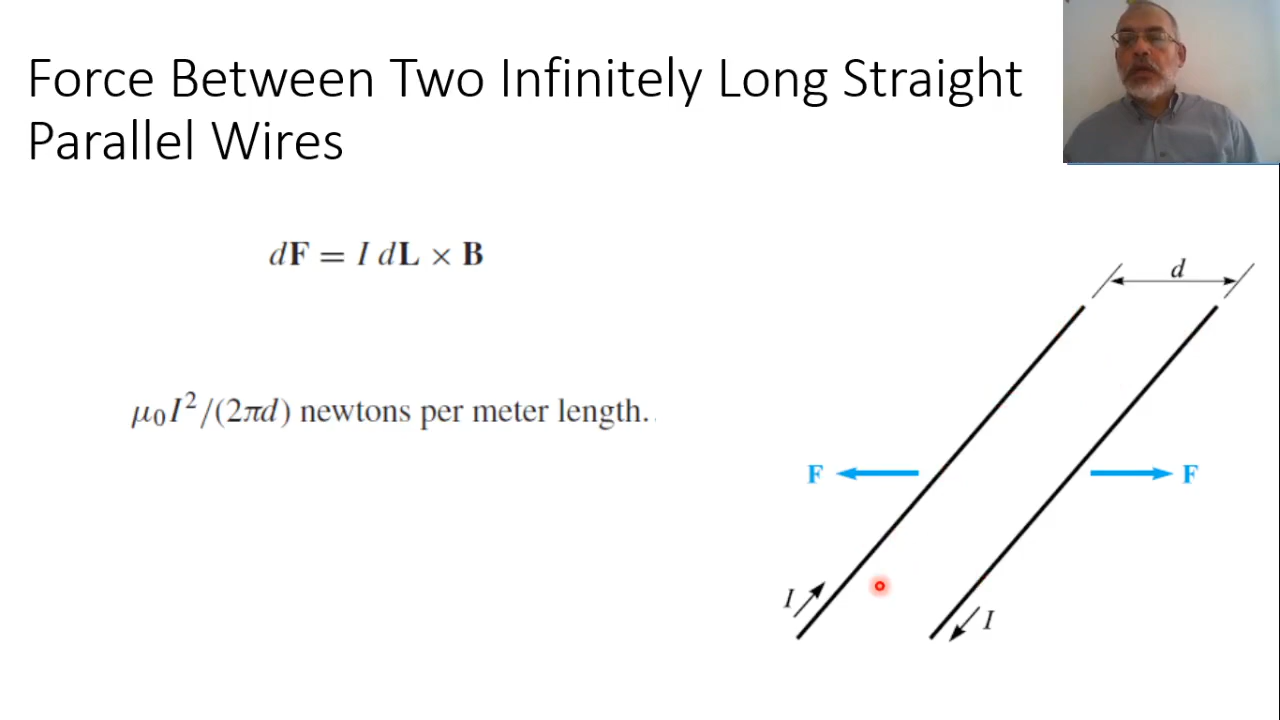 Force Between Two Infinitely Long Straight
Parallel Wires
d𝐅 = I d𝐋 × 𝐁
μ₀I²/(2πd) newtons per meter length.
d
F
F
I
I